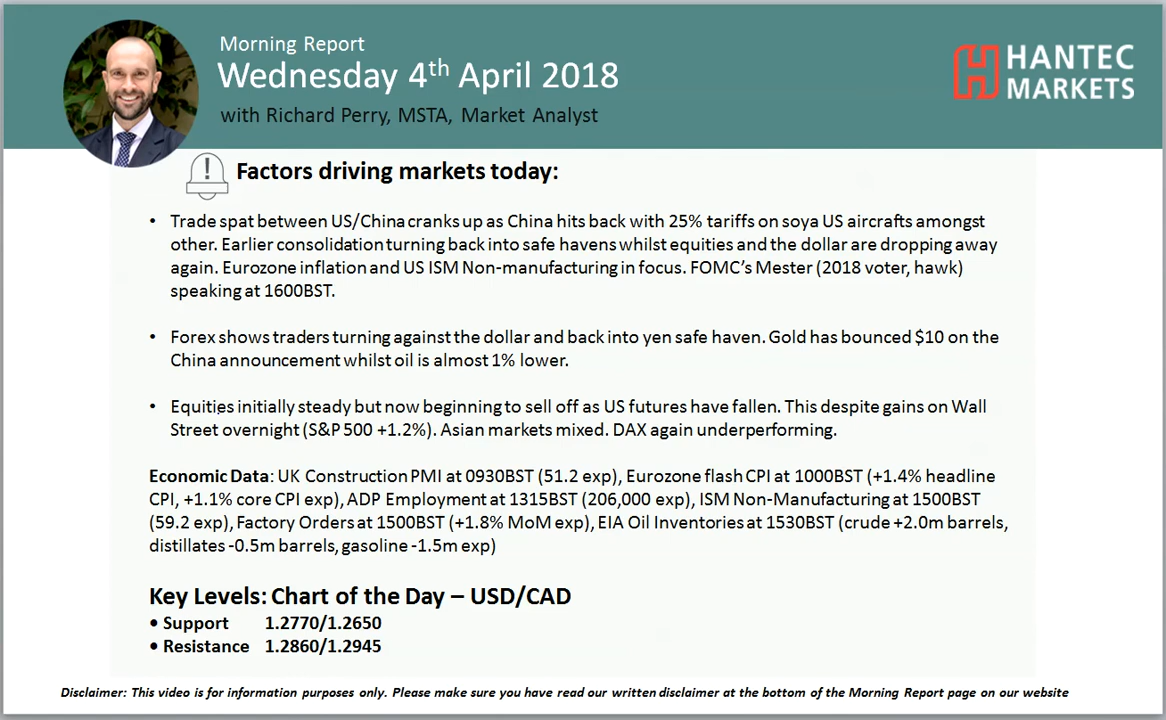 Morning Report
Wednesday 4th April 2018
with Richard Perry, MSTA, Market Analyst
HANTEC
MARKETS
!
Factors driving markets today:
• Trade spat between US/China cranks up as China hits back with 25% tariffs on soya US aircrafts amongst
other. Earlier consolidation turning back into safe havens whilst equities and the dollar are dropping away
again. Eurozone inflation and US ISM Non-manufacturing in focus. FOMC's Mester (2018 voter, hawk)
speaking at 1600BST.
• Forex shows traders turning against the dollar and back into yen safe haven. Gold has bounced $10 on the
China announcement whilst oil is almost 1% lower.
• Equities initially steady but now beginning to sell off as US futures have fallen. This despite gains on Wall
Street overnight (S&P 500 +1.2%). Asian markets mixed. DAX again underperforming.
Economic Data: UK Construction PMI at 0930BST (51.2 exp), Eurozone flash CPI at 1000BST (+1.4% headline
CPI, +1.1% core CPI exp), ADP Employment at 1315BST (206,000 exp), ISM Non-Manufacturing at 1500BST
(59.2 exp), Factory Orders at 1500BST (+1.8% MoM exp), EIA Oil Inventories at 1530BST (crude +2.0m barrels,
distillates -0.5m barrels, gasoline -1.5m exp)
Key Levels: Chart of the Day – USD/CAD
• Support 1.2770/1.2650
• Resistance 1.2860/1.2945
Disclaimer: This video is for information purposes only. Please make sure you have read our written disclaimer at the bottom of the Morning Report page on our website